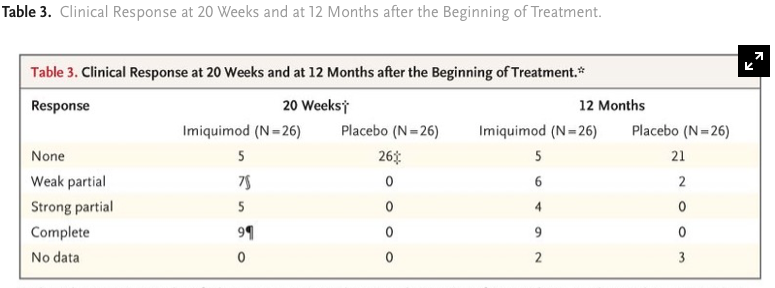 Table 3. Clinical Response at 20 Weeks and at 12 Months after the Beginning of Treatment.
Table 3. Clinical Response at 20 Weeks and at 12 Months after the Beginning of Treatment.*
Response 20 Weeks† 12 Months
Imiquimod (N=26) Placebo (N=26) Imiquimod (N=26) Placebo (N=26)
None 5 26‡ 5 21
Weak partial 7§ 0 6 2
Strong partial 5 0 4 0
Complete 9¶ 0 9 0
No data 0 0 2 3